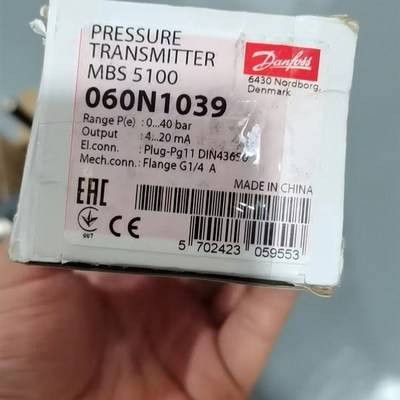 PRESSURE
TRANSMITTER
MBS 5100
060N1039
Danfoss
6430 Nordborg,
Denmark
Range P(e) : 0...40 bar
Output : 4...20 mA
El.conn. : Plug-Pg11 DIN43650
Mech.conn.: Flange G1/4 A
EAC
MADE IN CHINA
CE
5 702423 059553